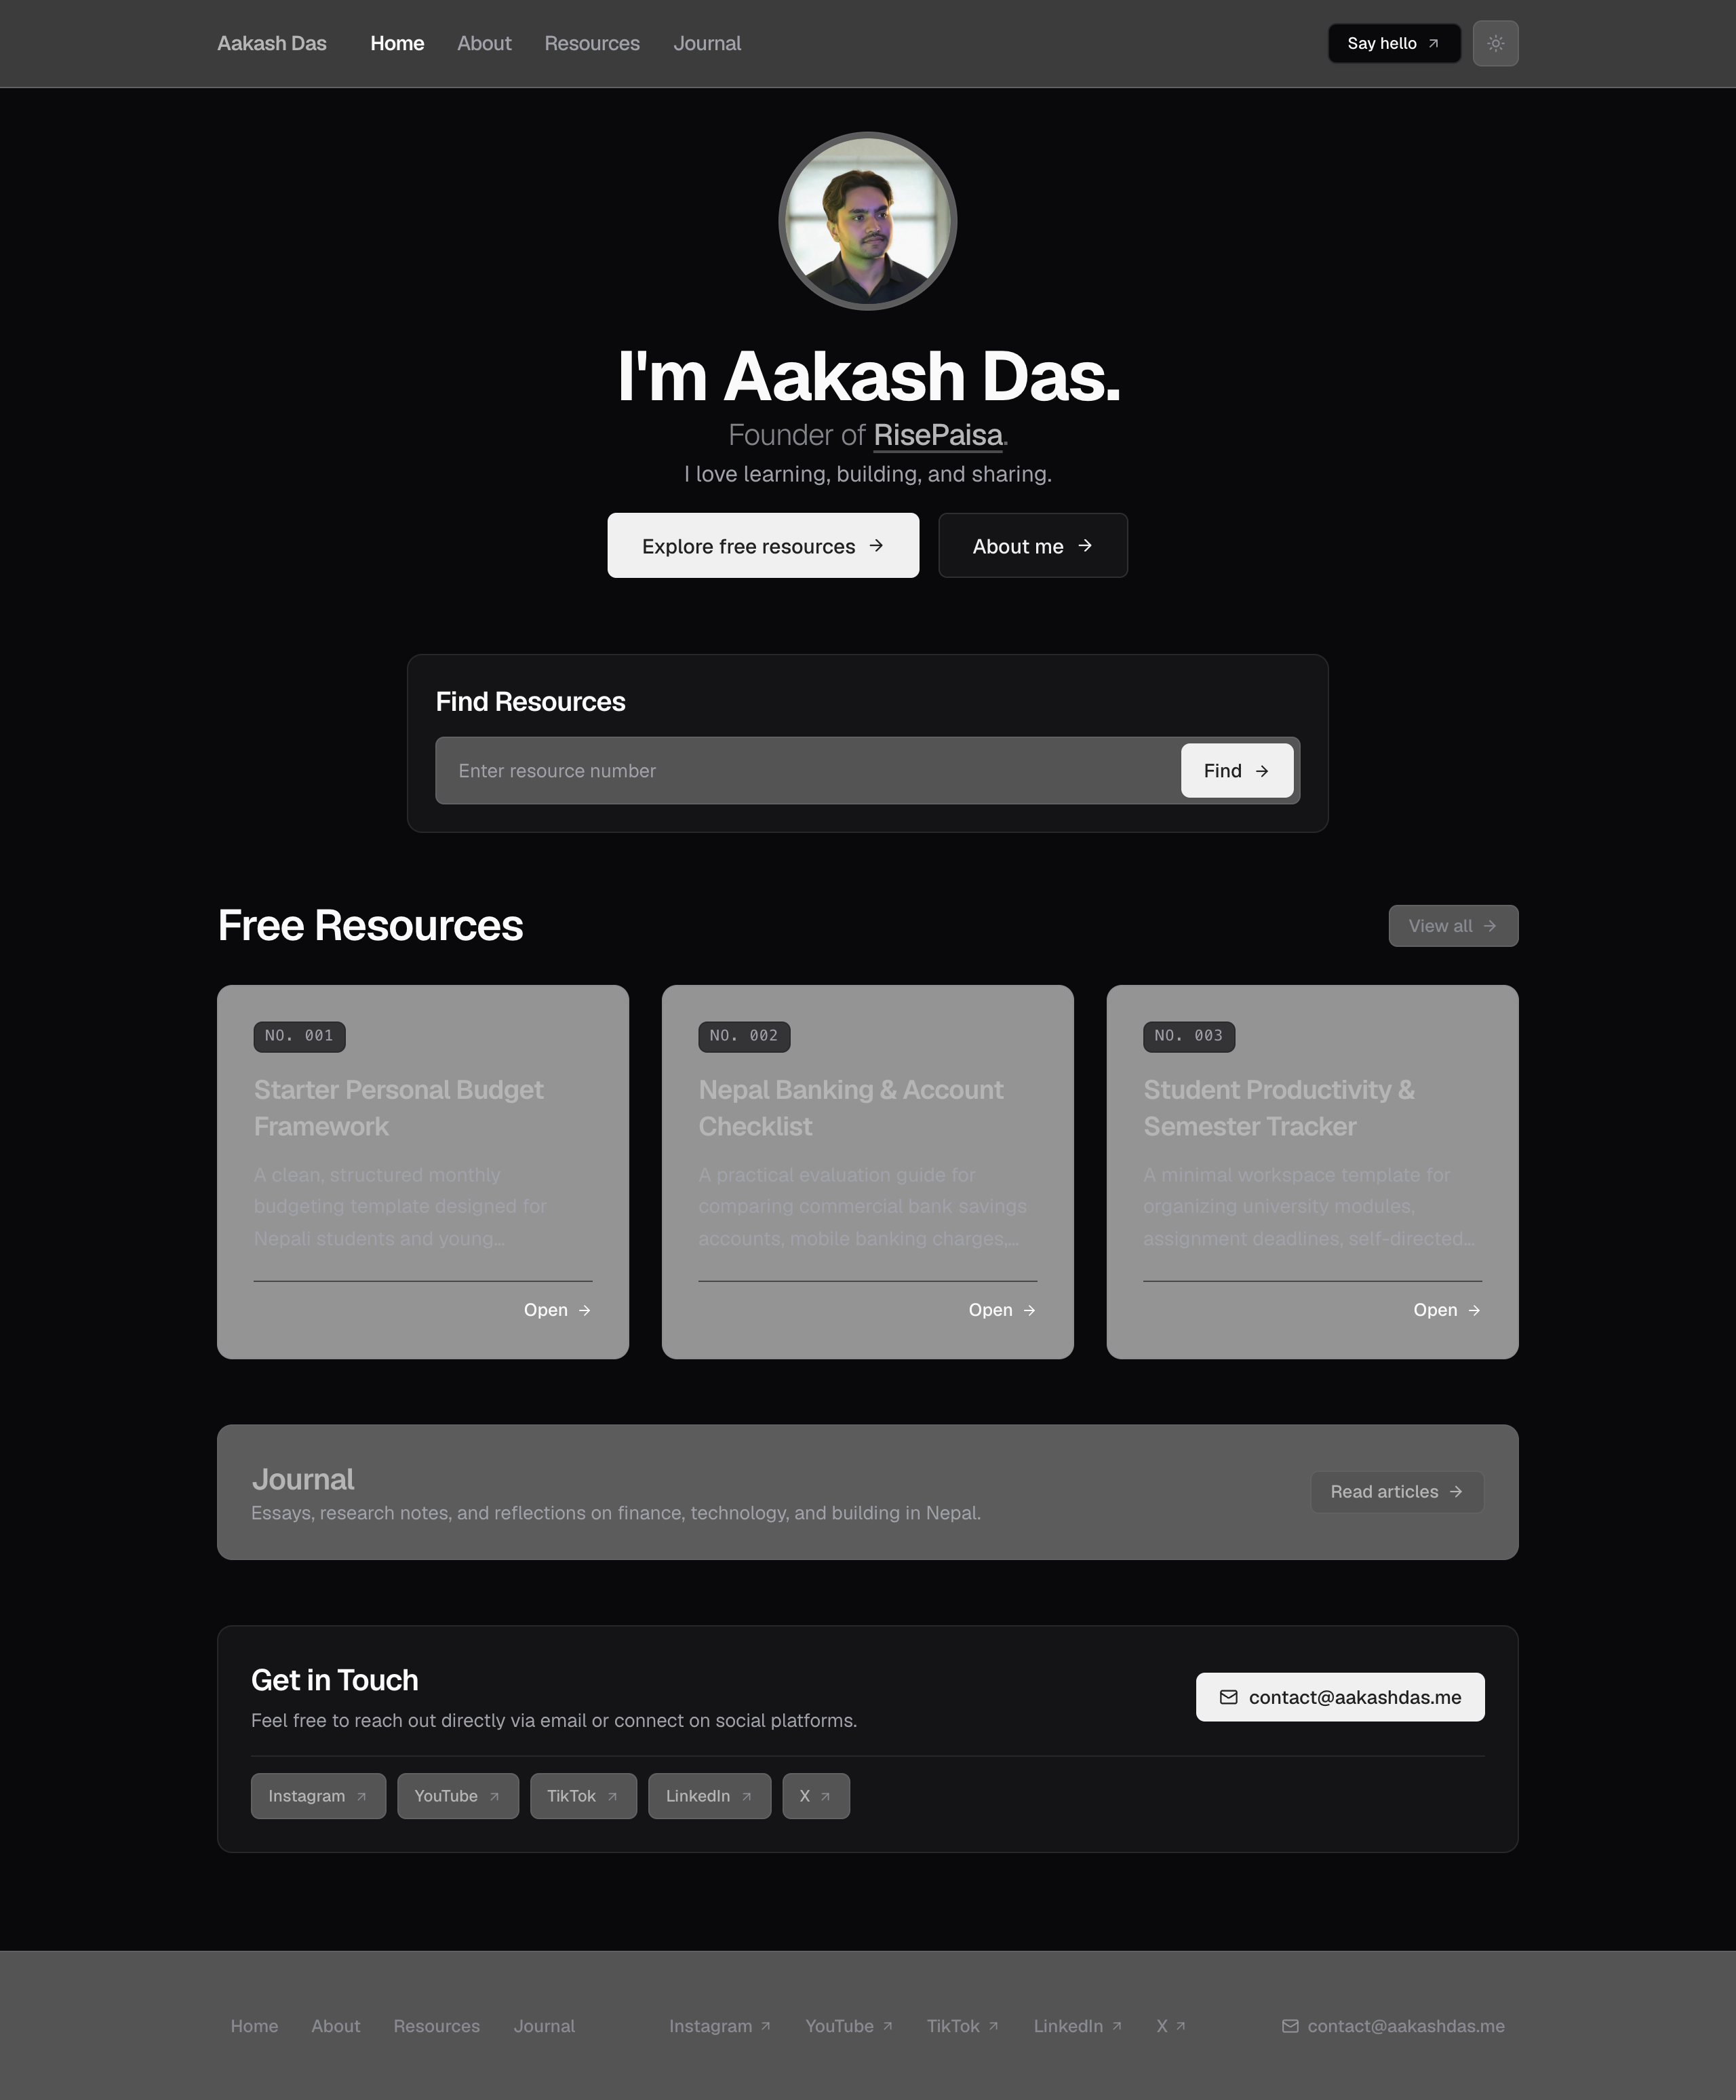 Aakash Das Home About Resources Journal Say hello
I'm Aakash Das.
Founder of RisePaisa.
I love learning, building, and sharing.
Explore free resources About me
Find Resources
Enter resource number Find
Free Resources View all
NO. 001
Starter Personal Budget
Framework
A clean, structured monthly
budgeting template designed for
Nepali students and young...
Open
NO. 002
Nepal Banking & Account
Checklist
A practical evaluation guide for
comparing commercial bank savings
accounts, mobile banking charges,...
Open
NO. 003
Student Productivity &
Semester Tracker
A minimal workspace template for
organizing university modules,
assignment deadlines, self-directed...
Open
Journal
Essays, research notes, and reflections on finance, technology, and building in Nepal.
Read articles
Get in Touch
Feel free to reach out directly via email or connect on social platforms.
contact@aakashdas.me
Instagram YouTube TikTok LinkedIn X
Home About Resources Journal Instagram YouTube TikTok LinkedIn X contact@aakashdas.me